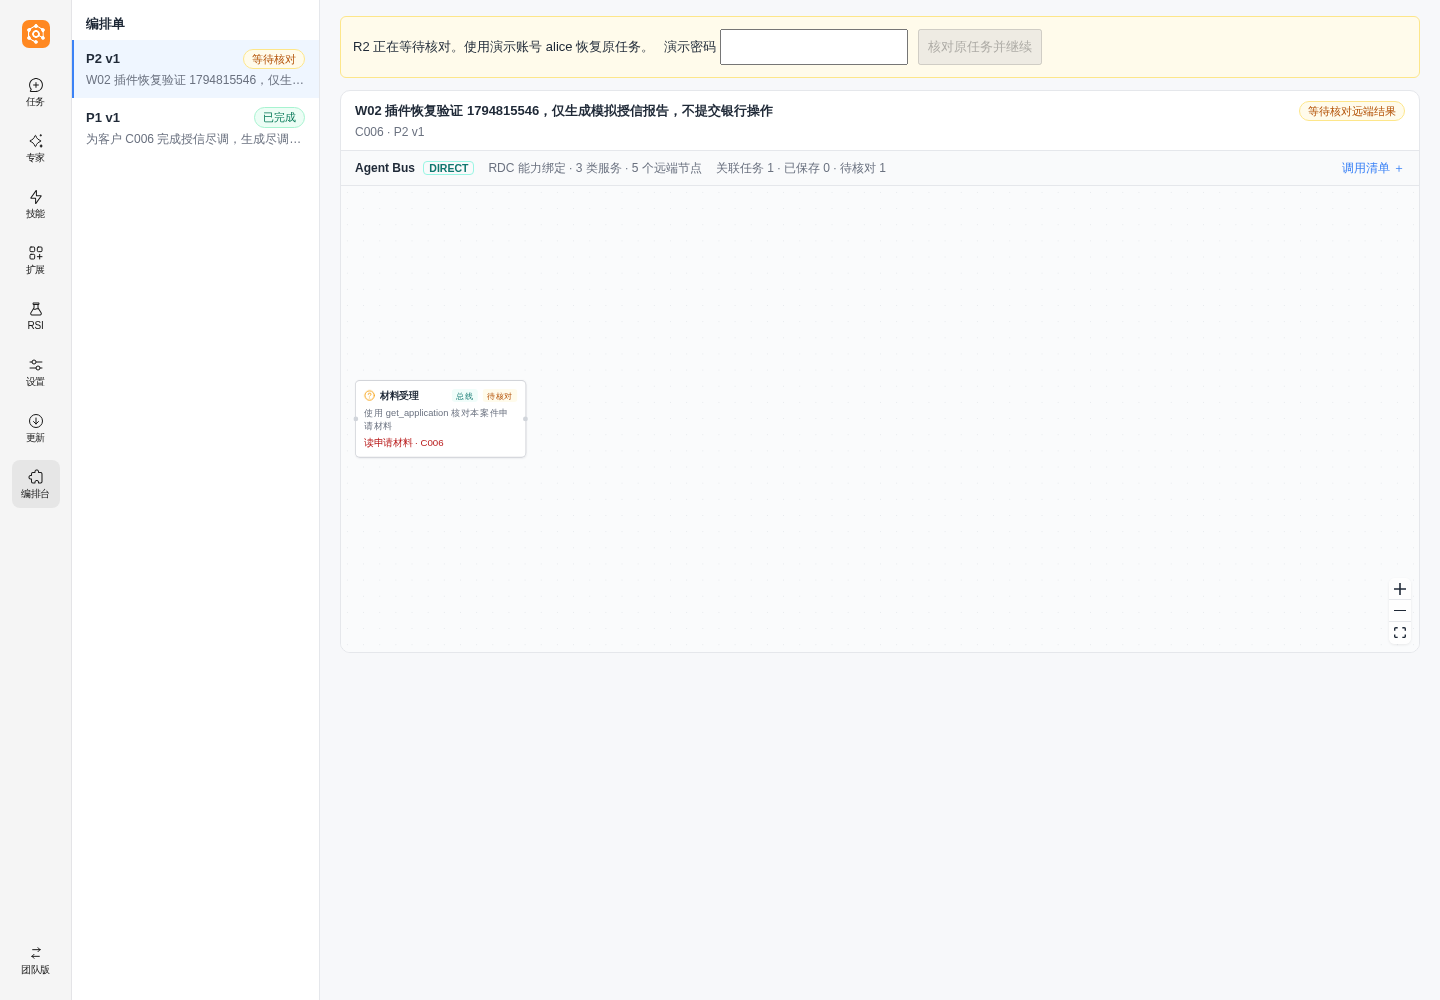 任务
专家
技能
扩展
RSI
设置
更新
编排台
团队版
编排单
P2 v1 等待核对
W02 插件恢复验证 1794815546，仅生…
P1 v1 已完成
为客户 C006 完成授信尽调，生成尽调…
R2 正在等待核对。使用演示账号 alice 恢复原任务。 演示密码 核对原任务并继续
W02 插件恢复验证 1794815546，仅生成模拟授信报告，不提交银行操作 等待核对远端结果
C006 · P2 v1
Agent Bus DIRECT RDC 能力绑定 · 3 类服务 · 5 个远端节点 关联任务 1 · 已保存 0 · 待核对 1 调用清单 +
材料受理 总线 待核对
使用 get_application 核对本案件申
请材料
读申请材料 · C006